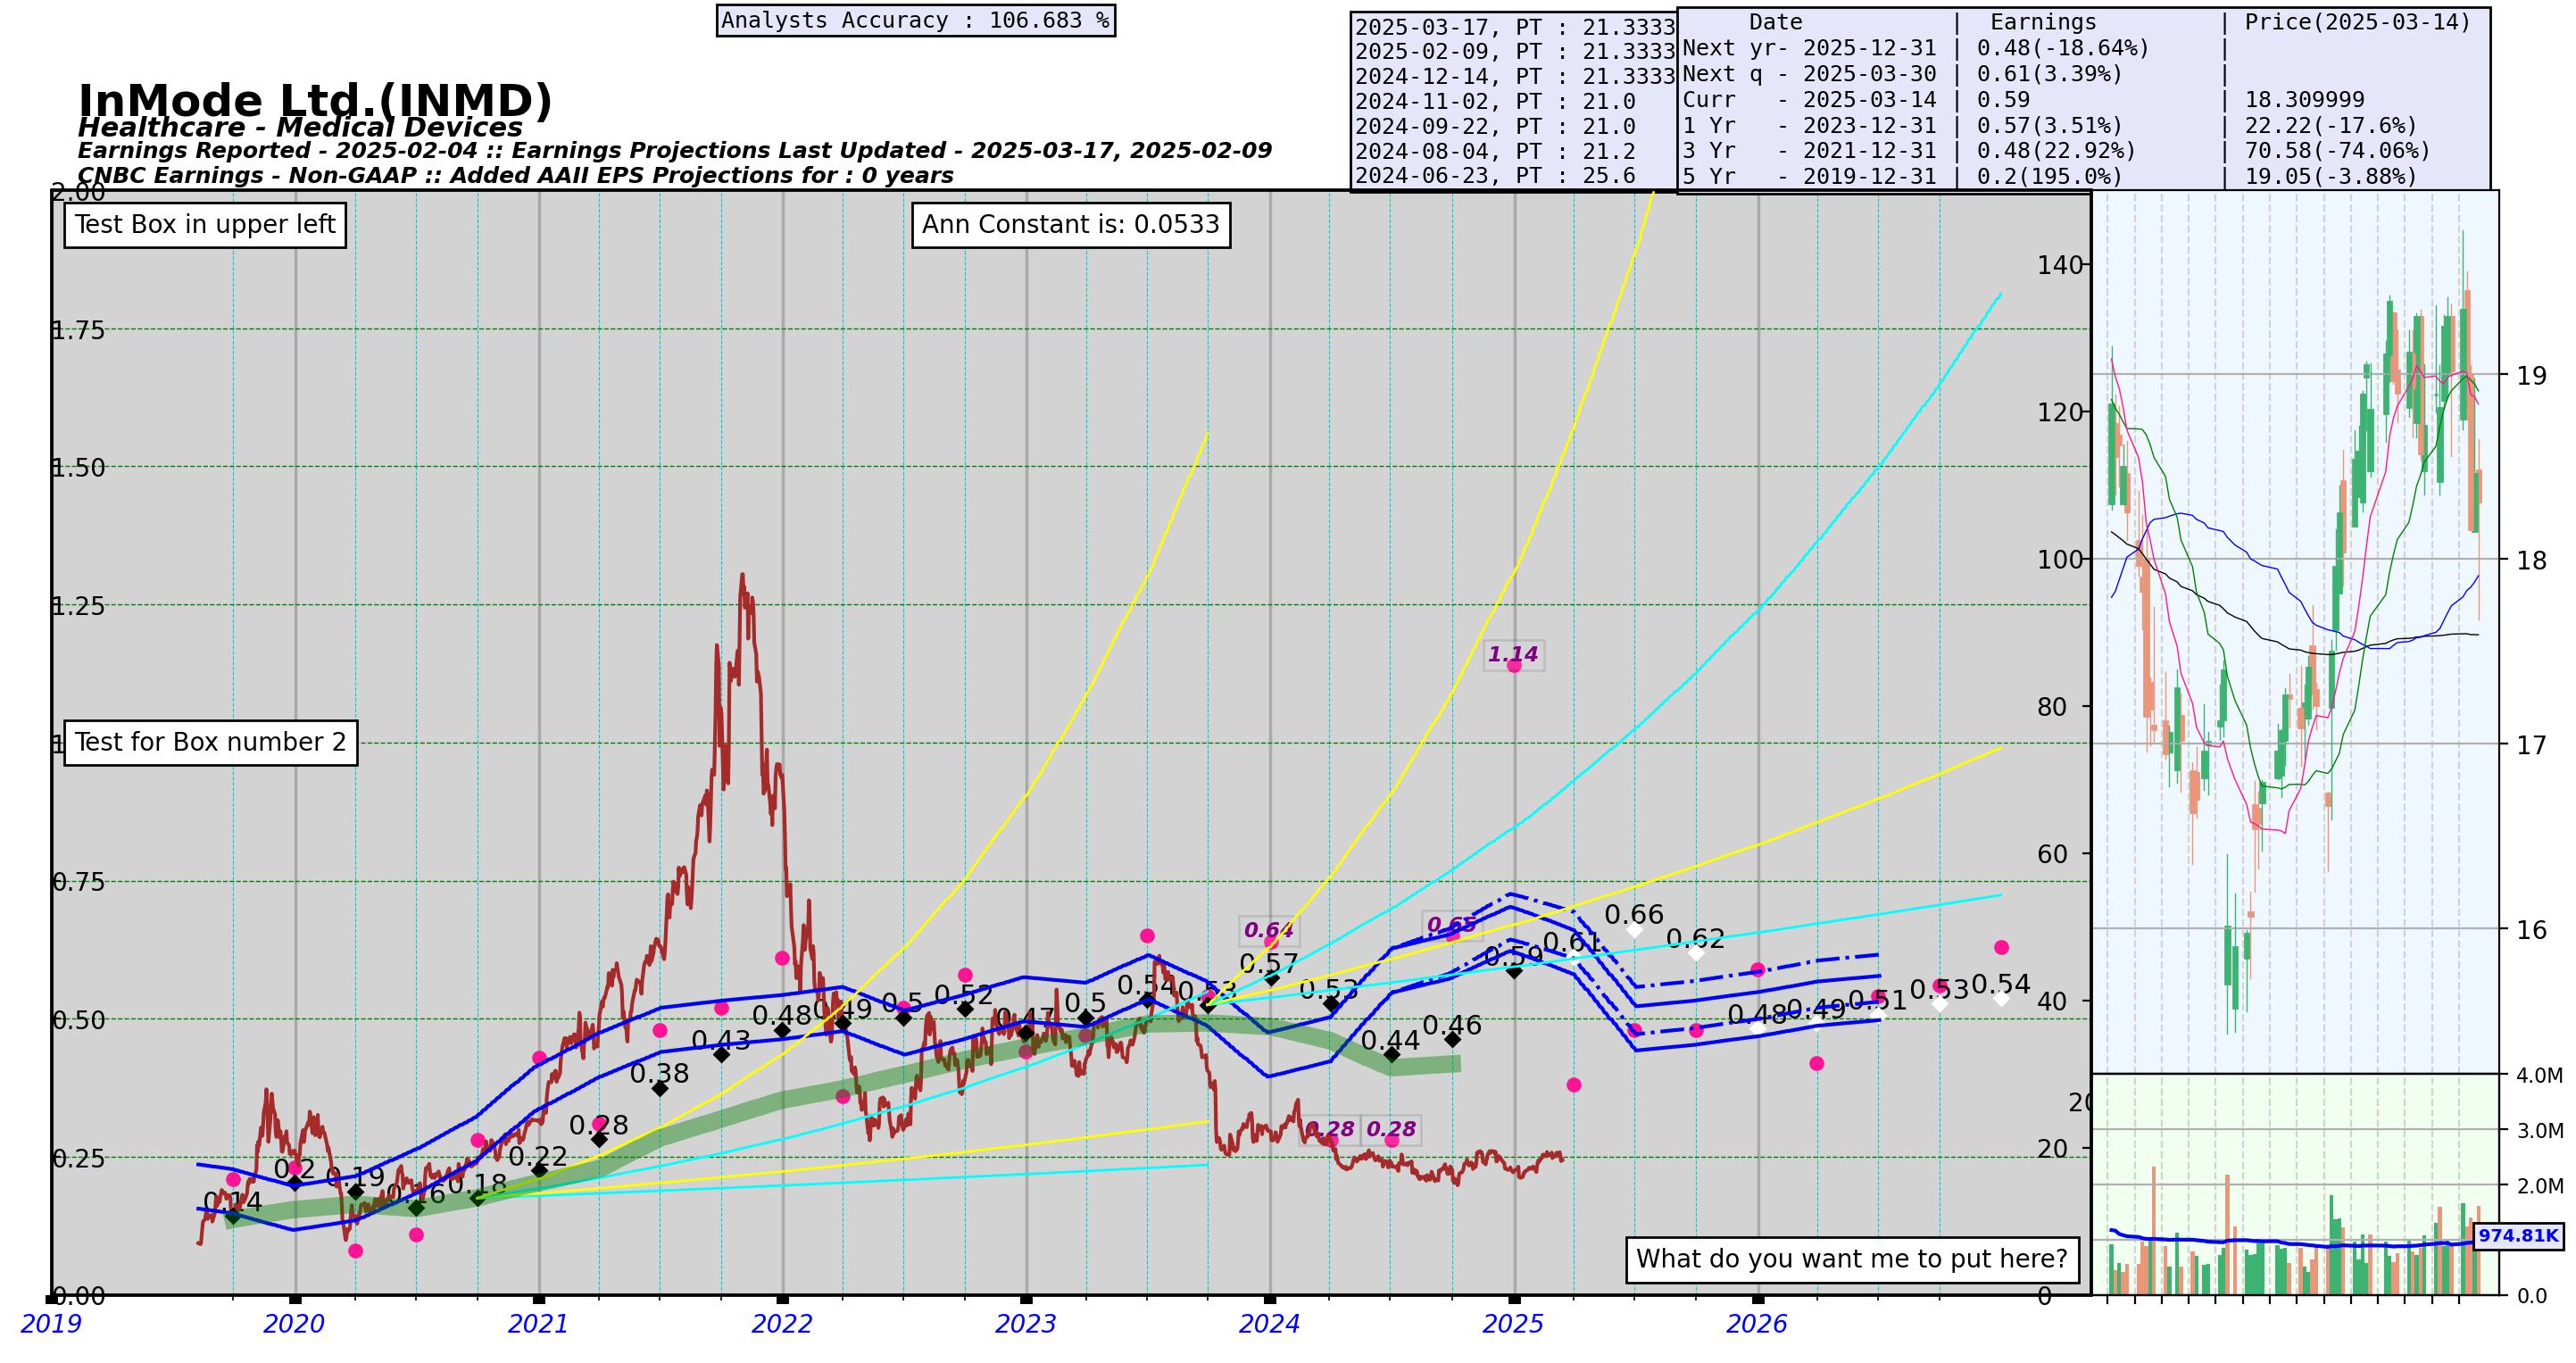 Analysts Accuracy : 106.683 %
2025-03-17, PT : 21.3333
2025-02-09, PT : 21.3333
2024-12-14, PT : 21.3333
2024-11-02, PT : 21.0
2024-09-22, PT : 21.0
2024-08-04, PT : 21.2
2024-06-23, PT : 25.6
Date | Earnings | Price(2025-03-14)
Next yr- 2025-12-31 | 0.48(-18.64%) |
Next q - 2025-03-30 | 0.61(3.39%) |
Curr - 2025-03-14 | 0.59 | 18.309999
1 Yr - 2023-12-31 | 0.57(3.51%) | 22.22(-17.6%)
3 Yr - 2021-12-31 | 0.48(22.92%) | 70.58(-74.06%)
5 Yr - 2019-12-31 | 0.2(195.0%) | 19.05(-3.88%)
InMode Ltd.(INMD)
Healthcare - Medical Devices
Earnings Reported - 2025-02-04 :: Earnings Projections Last Updated - 2025-03-17, 2025-02-09
CNBC Earnings - Non-GAAP :: Added AAII EPS Projections for : 0 years
2.00
Test Box in upper left
Ann Constant is: 0.0533
1.75
1.50
1.25
Test for Box number 2
0.75
0.50
0.25
0.00
0.14
0.2
0.19
0.16
0.18
0.22
0.28
0.38
0.43
0.48
0.49
0.5
0.52
0.47
0.5
0.54
0.53
0.57
0.53
0.44
0.46
0.59
0.61
0.66
0.62
0.48
0.49
0.51
0.53
0.54
0.64
0.28
0.28
0.65
1.14
What do you want me to put here?
140
120
100
80
60
40
20
0
19
18
17
16
4.0M
3.0M
2.0M
974.81K
0.0
2019
2020
2021
2022
2023
2024
2025
2026